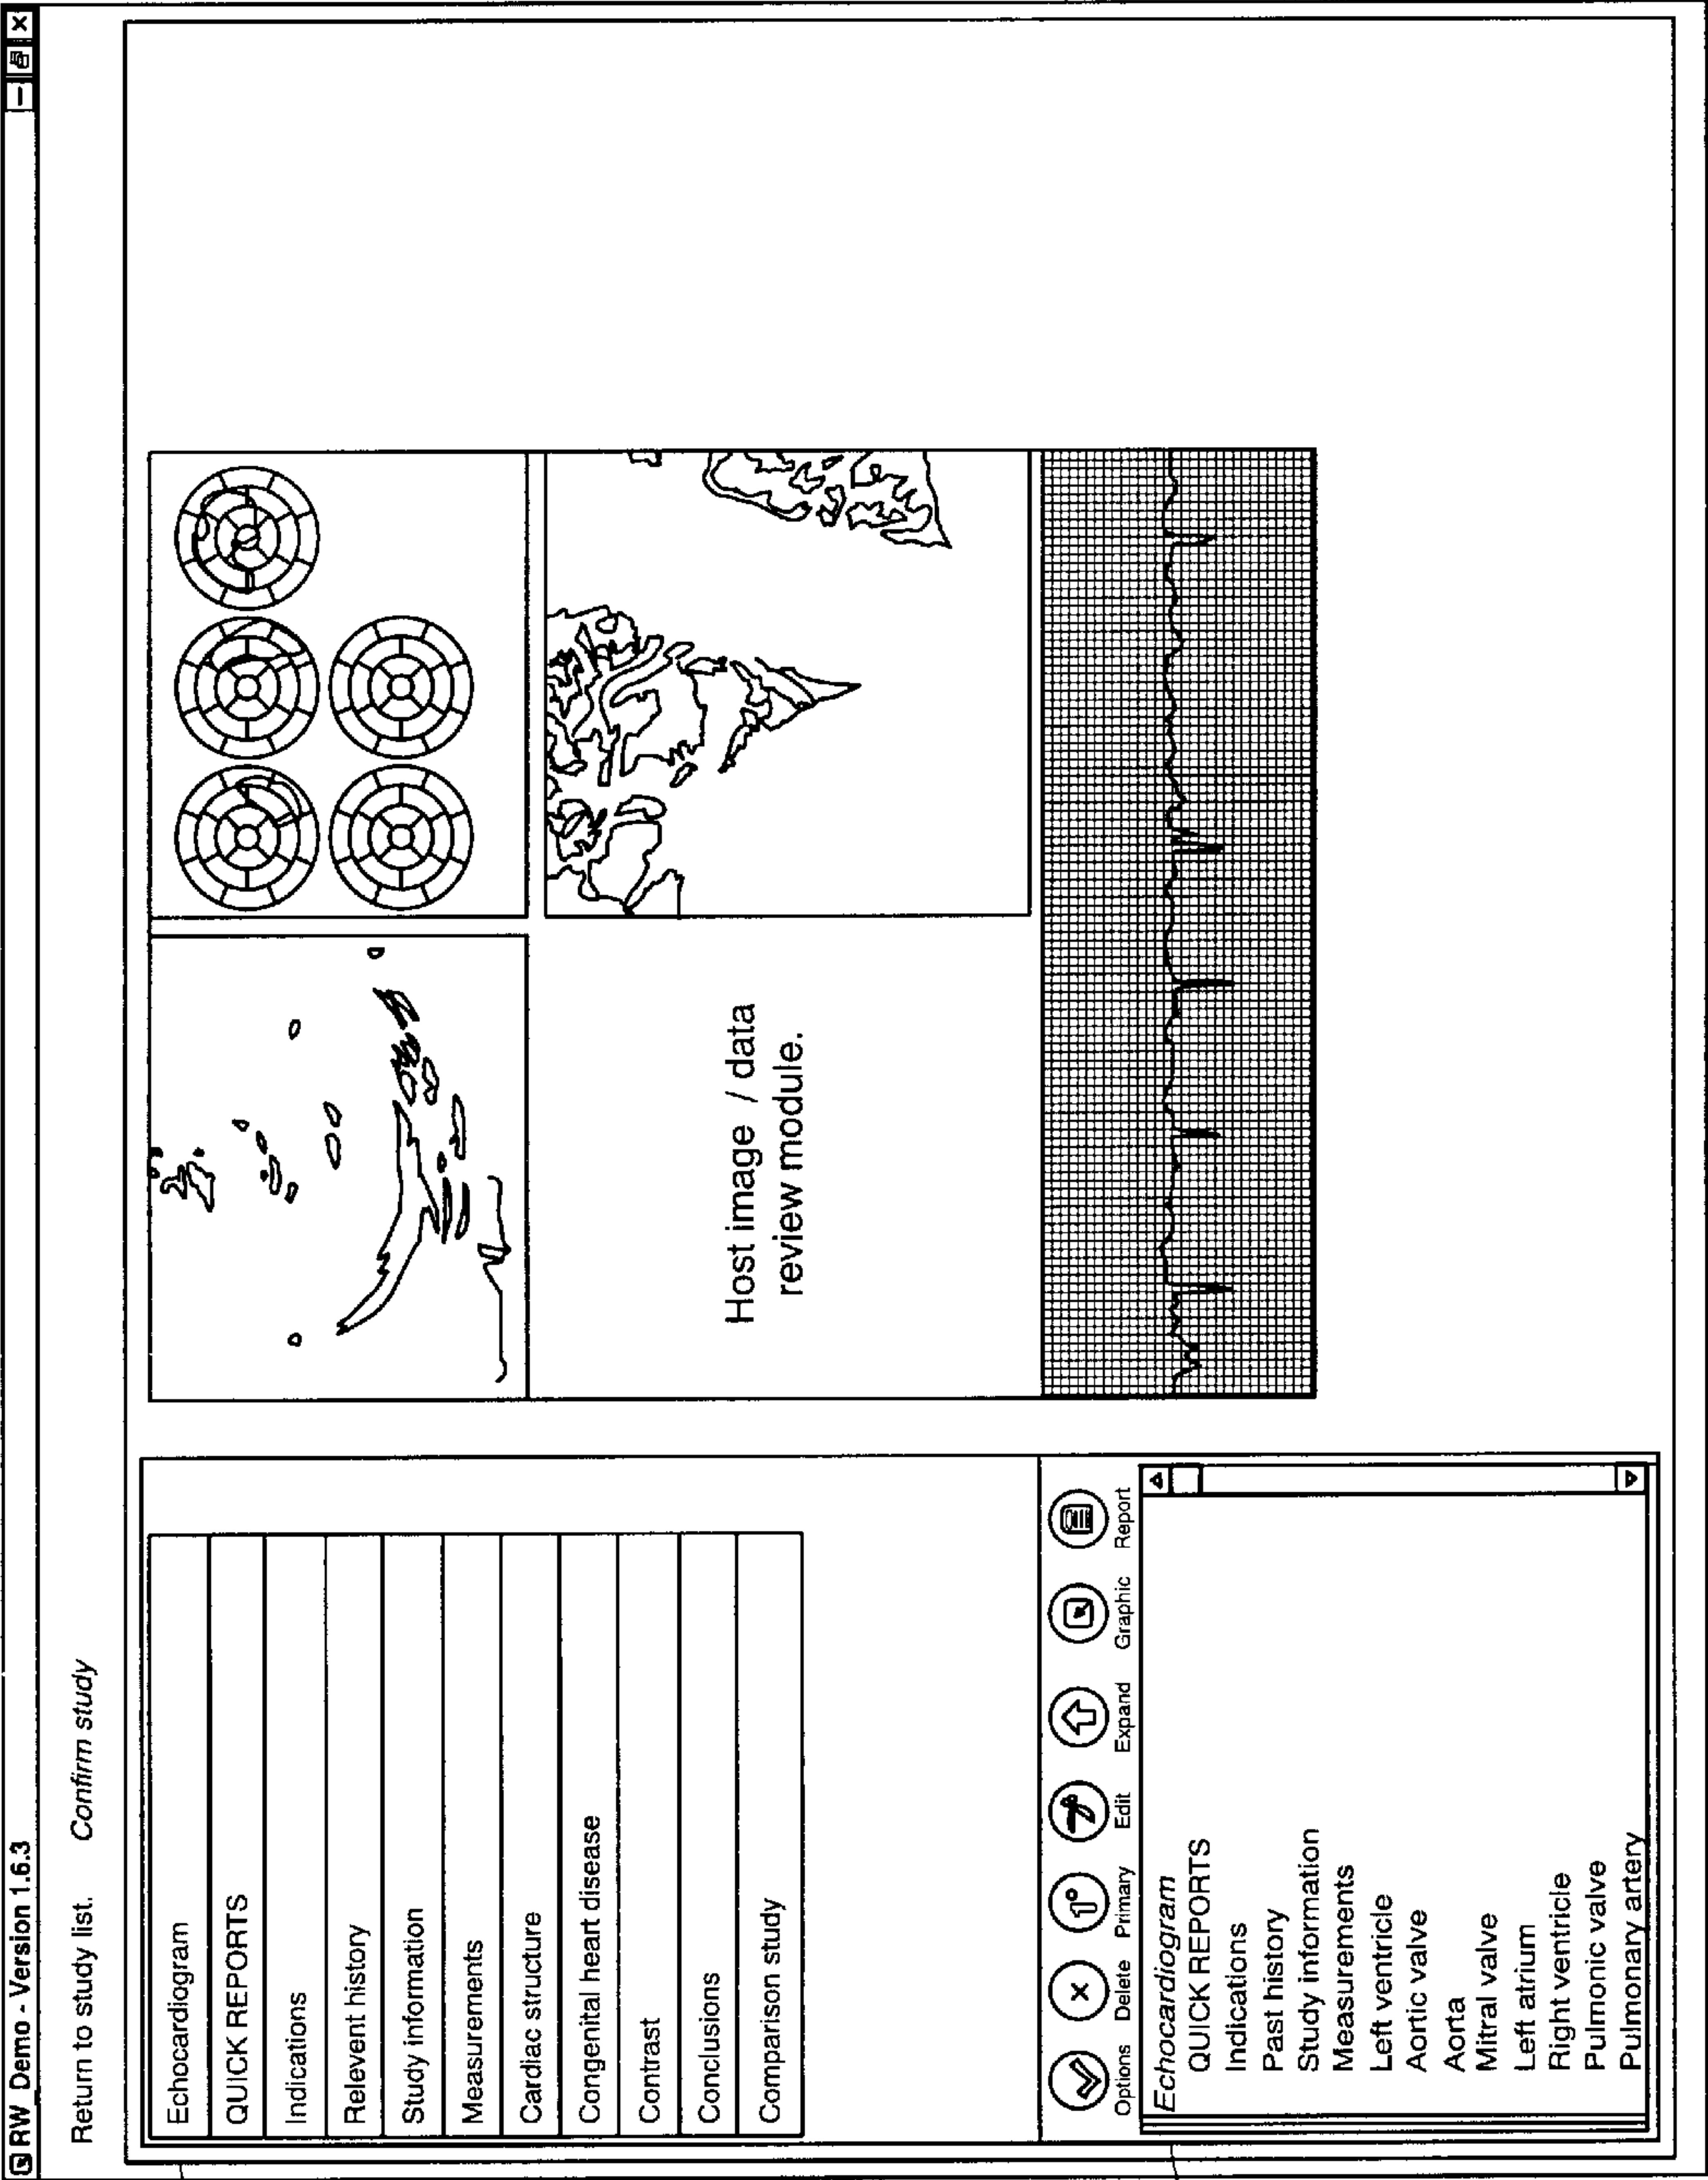 RW Demo - Version 1.6.3
Return to study list. Confirm study
Echocardiogram
QUICK REPORTS
Indications
Relevent history
Study information
Measurements
Cardiac structure
Congenital heart disease
Contrast
Conclusions
Comparison study
Host image / data
review module.
1°
Options Delete Primary Edit Expand Graphic Report
Echocardiogram
QUICK REPORTS
Indications
Past history
Study information
Measurements
Left ventricle
Aortic valve
Aorta
Mitral valve
Left atrium
Right ventricle
Pulmonic valve
Pulmonary artery